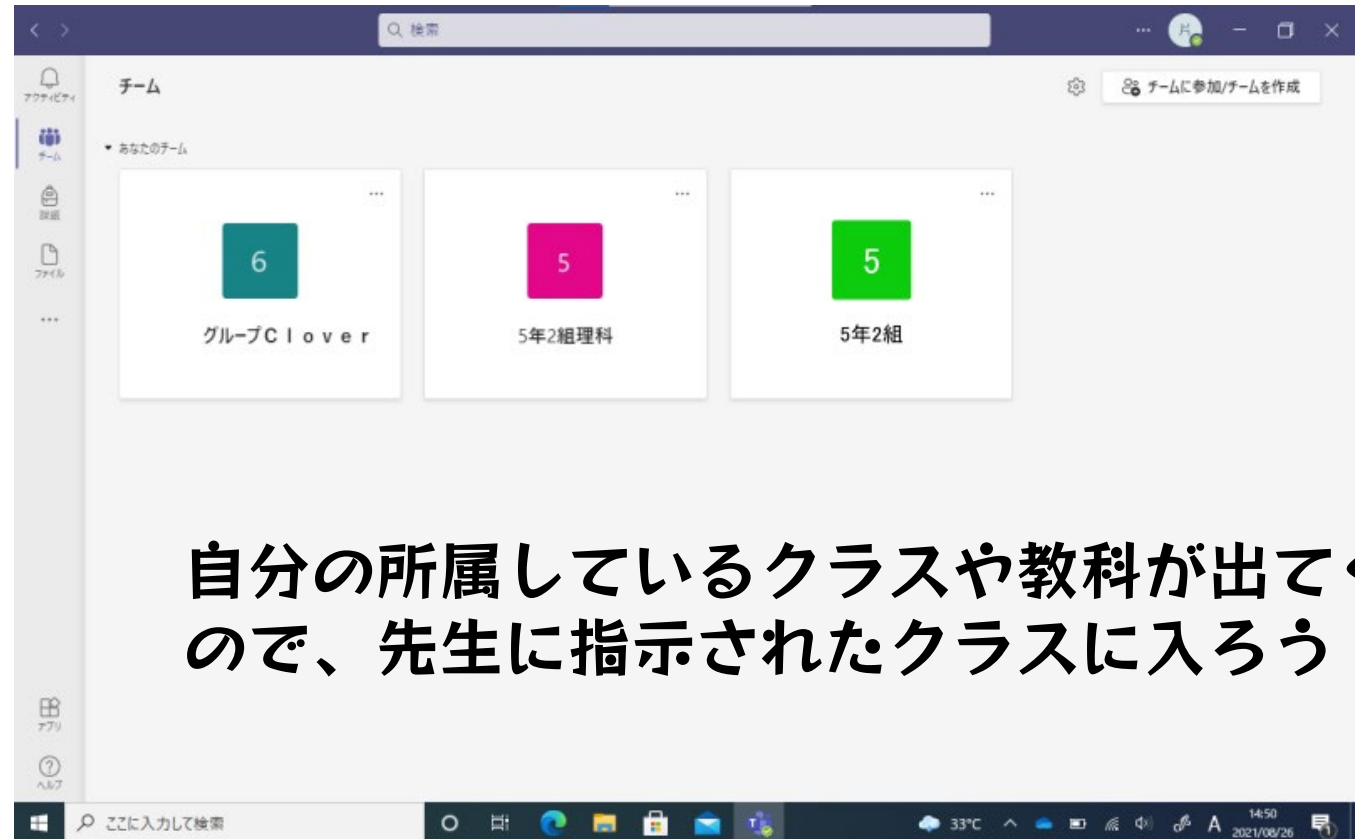 検索
アクティビティ
チーム
チームに参加/チームを作成
チーム
あなたのチーム
課題
6
5
5
ファイル
グループClover
5年2組理科
5年2組
自分の所属しているクラスや教科が出てく
ので、先生に指示されたクラスに入ろう
アプリ
ヘルプ
ここに入力して検索
33°C
A
14:50
2021/08/26